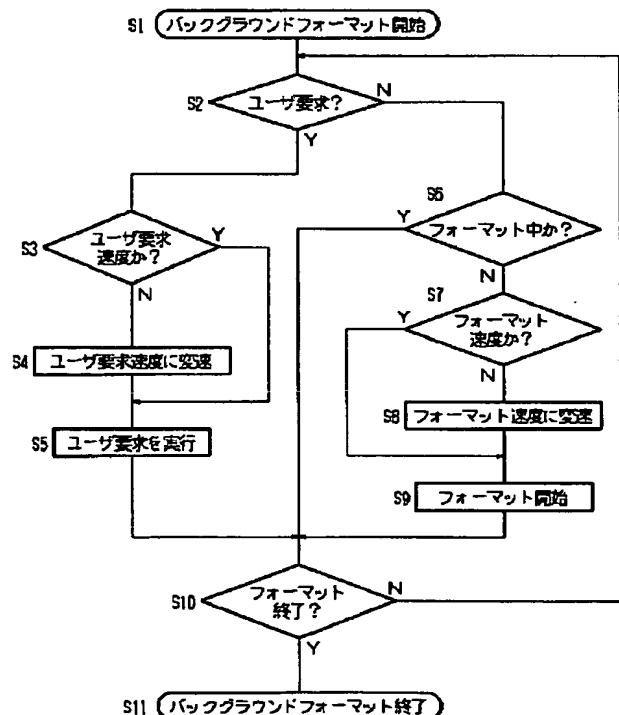 S1 バックグラウンドフォーマット開始
S2 ユーザ要求?
N
Y
S3 ユーザ要求
速度か?
Y
N
S4 ユーザ要求速度に変速
S5 ユーザ要求を実行
S6 フォーマット中か?
Y
N
S7 フォーマット
速度か?
Y
N
S8 フォーマット速度に変速
S9 フォーマット開始
S10 フォーマット
終了?
N
Y
S11 バックグラウンドフォーマット終了